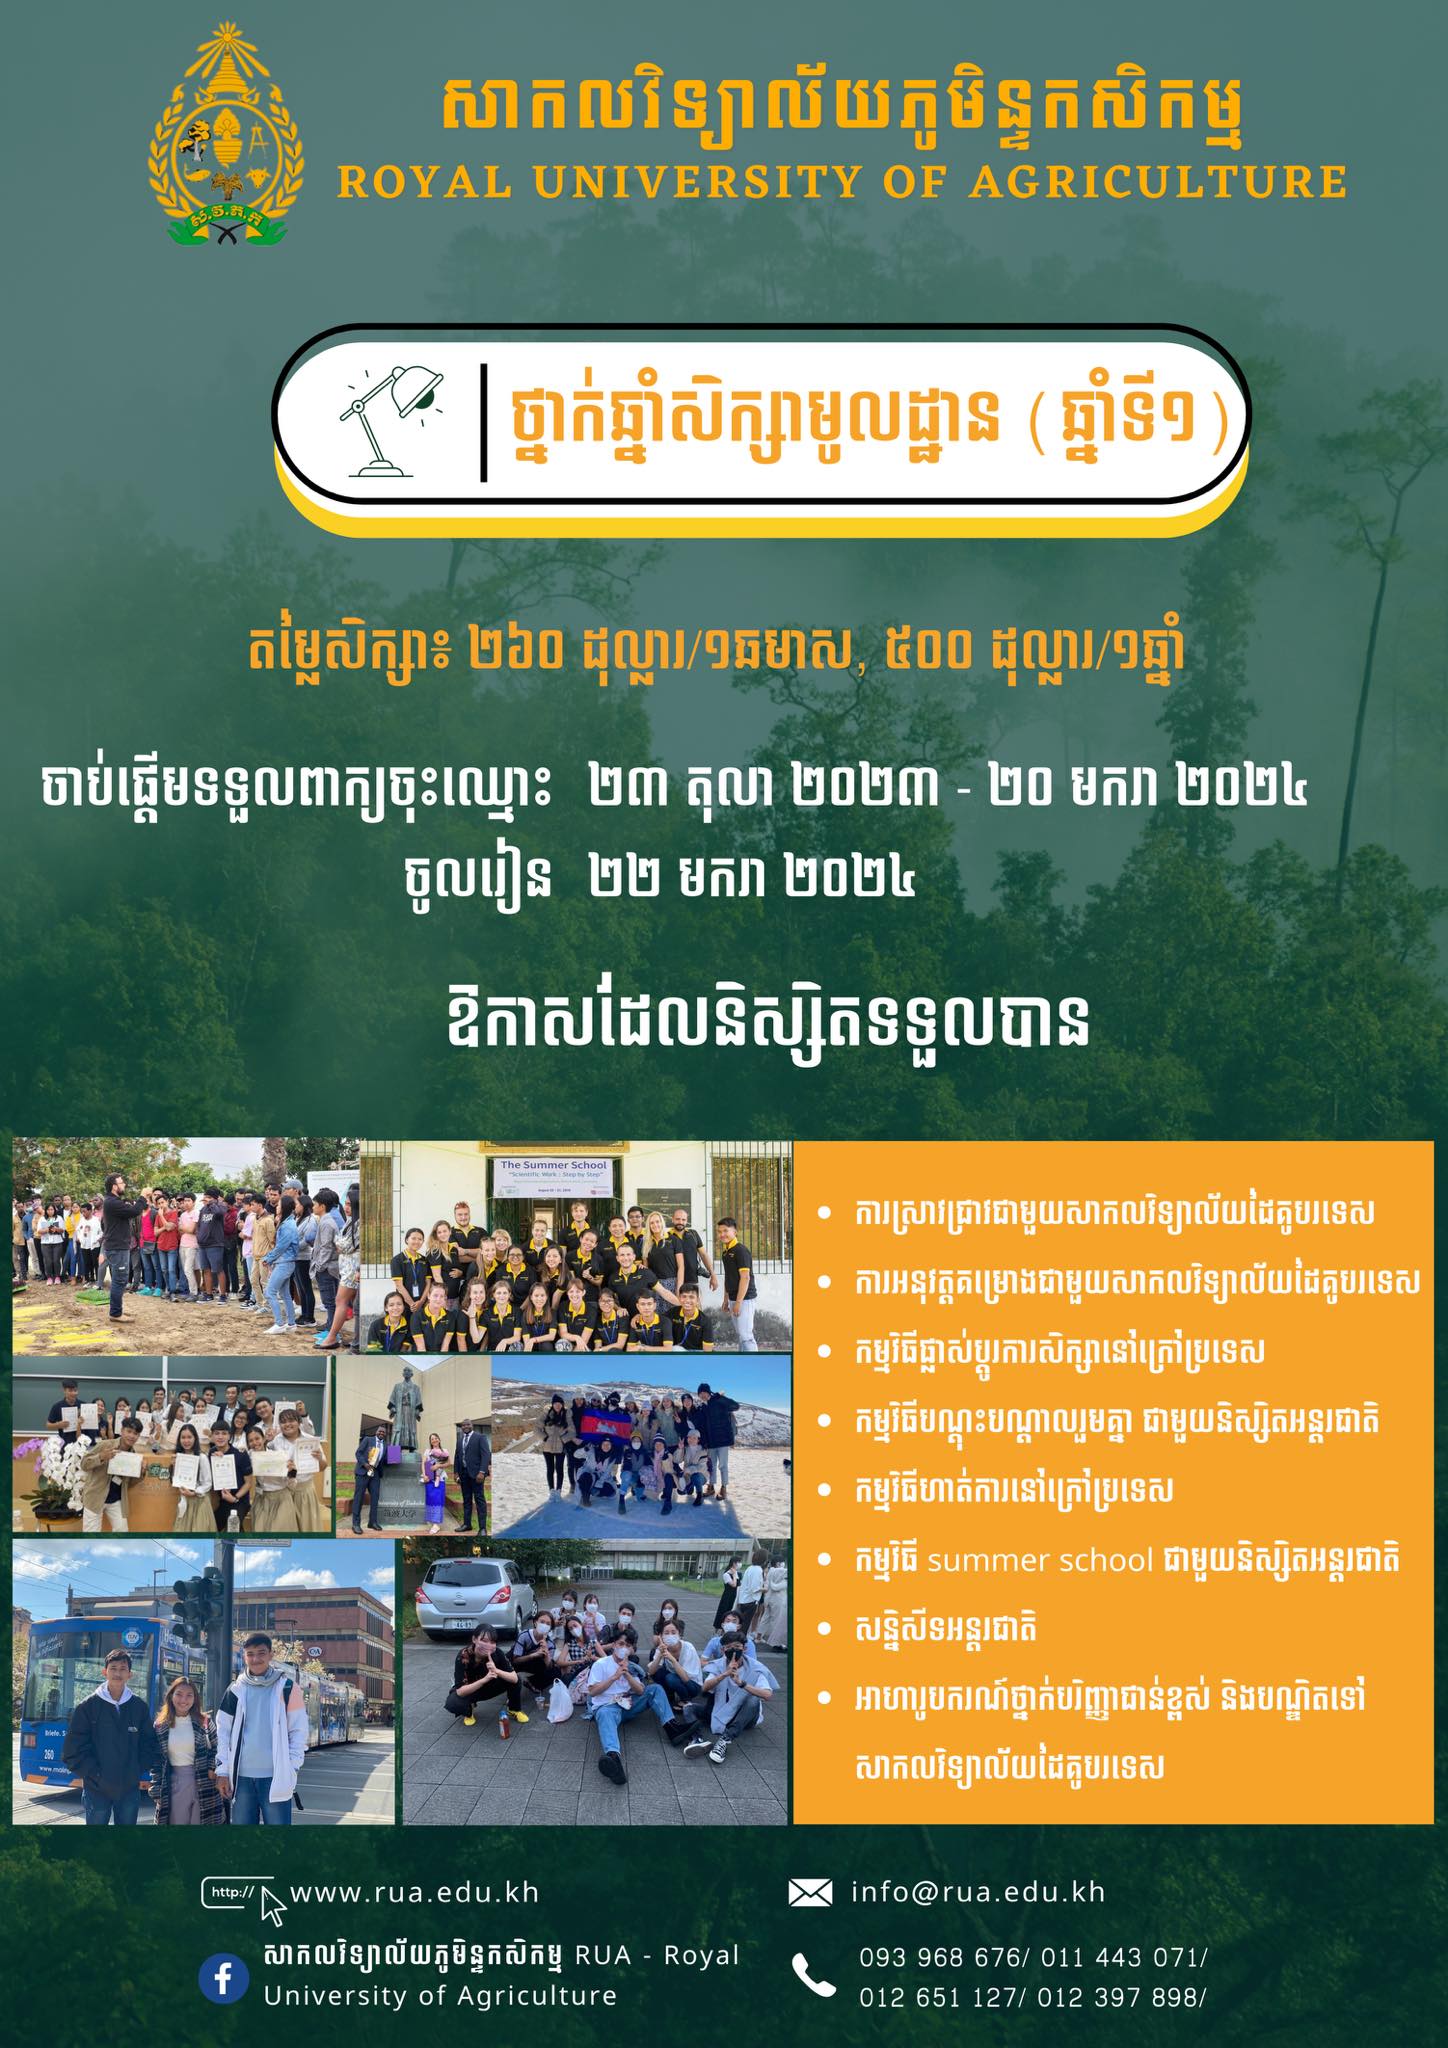 សាកលវិទ្យាល័យភូមិន្ទកសិកម្ម
ROYAL UNIVERSITY OF AGRICULTURE
ស.វ.ភ.ក
ថ្នាក់ឆ្នាំសិក្សាមូលដ្ឋាន ( ឆ្នាំទី១ )
តម្លៃសិក្សា៖ ២៦០ ដុល្លារ/១ឆមាស, ៥០០ ដុល្លារ/១ឆ្នាំ
ចាប់ផ្តើមទទួលពាក្យចុះឈ្មោះ ២៣ តុលា ២០២៣ - ២០ មករា ២០២៤
ចូលរៀន ២២ មករា ២០២៤
ឱកាសដែលនិស្សិតទទួលបាន
The Summer School
"Scientific Work : Step by Step"
• ការស្រាវជ្រាវជាមួយសាកលវិទ្យាល័យដៃគូបរទេស
• ការអនុវត្តគម្រោងជាមួយសាកលវិទ្យាល័យដៃគូបរទេស
• កម្មវិធីផ្លាស់ប្តូរការសិក្សានៅក្រៅប្រទេស
• កម្មវិធីបណ្តុះបណ្តាលរួមគ្នា ជាមួយនិស្សិតអន្តរជាតិ
• កម្មវិធីហាត់ការនៅក្រៅប្រទេស
• កម្មវិធី summer school ជាមួយនិស្សិតអន្តរជាតិ
• សន្និសីទអន្តរជាតិ
• អាហារូបករណ៍ថ្នាក់បរិញ្ញាជាន់ខ្ពស់ និងបណ្ឌិតទៅ
សាកលវិទ្យាល័យដៃគូបរទេស
http:// www.rua.edu.kh
info@rua.edu.kh
សាកលវិទ្យាល័យភូមិន្ទកសិកម្ម RUA - Royal
University of Agriculture
093 968 676/ 011 443 071/
012 651 127/ 012 397 898/